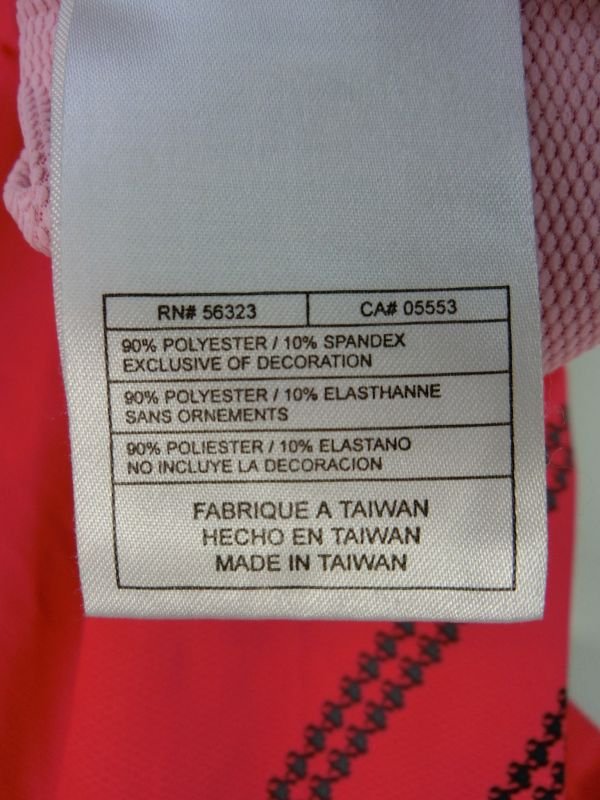 RN# 56323 CA# 05553
90% POLYESTER / 10% SPANDEX
EXCLUSIVE OF DECORATION
90% POLYESTER / 10% ELASTHANNE
SANS ORNEMENTS
90% POLIESTER / 10% ELASTANO
NO INCLUYE LA DECORACION
FABRIQUE A TAIWAN
HECHO EN TAIWAN
MADE IN TAIWAN